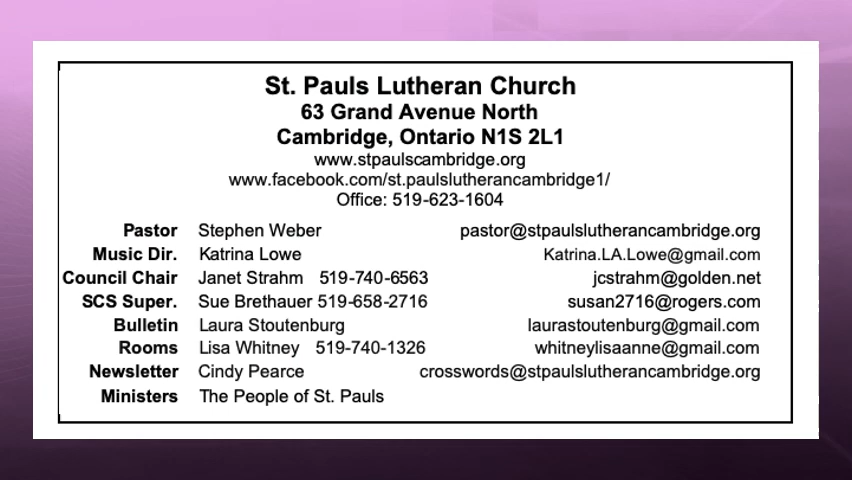 St. Pauls Lutheran Church
63 Grand Avenue North
Cambridge, Ontario N1S 2L1
www.stpaulscambridge.org
www.facebook.com/st.paulslutherancambridge1/
Office: 519-623-1604
Pastor Stephen Weber pastor@stpaulslutherancambridge.org
Music Dir. Katrina Lowe Katrina.LA.Lowe@gmail.com
Council Chair Janet Strahm 519-740-6563 jcstrahm@golden.net
SCS Super. Sue Brethauer 519-658-2716 susan2716@rogers.com
Bulletin Laura Stoutenburg laurastoutenburg@gmail.com
Rooms Lisa Whitney 519-740-1326 whitneylisaanne@gmail.com
Newsletter Cindy Pearce crosswords@stpaulslutherancambridge.org
Ministers The People of St. Pauls